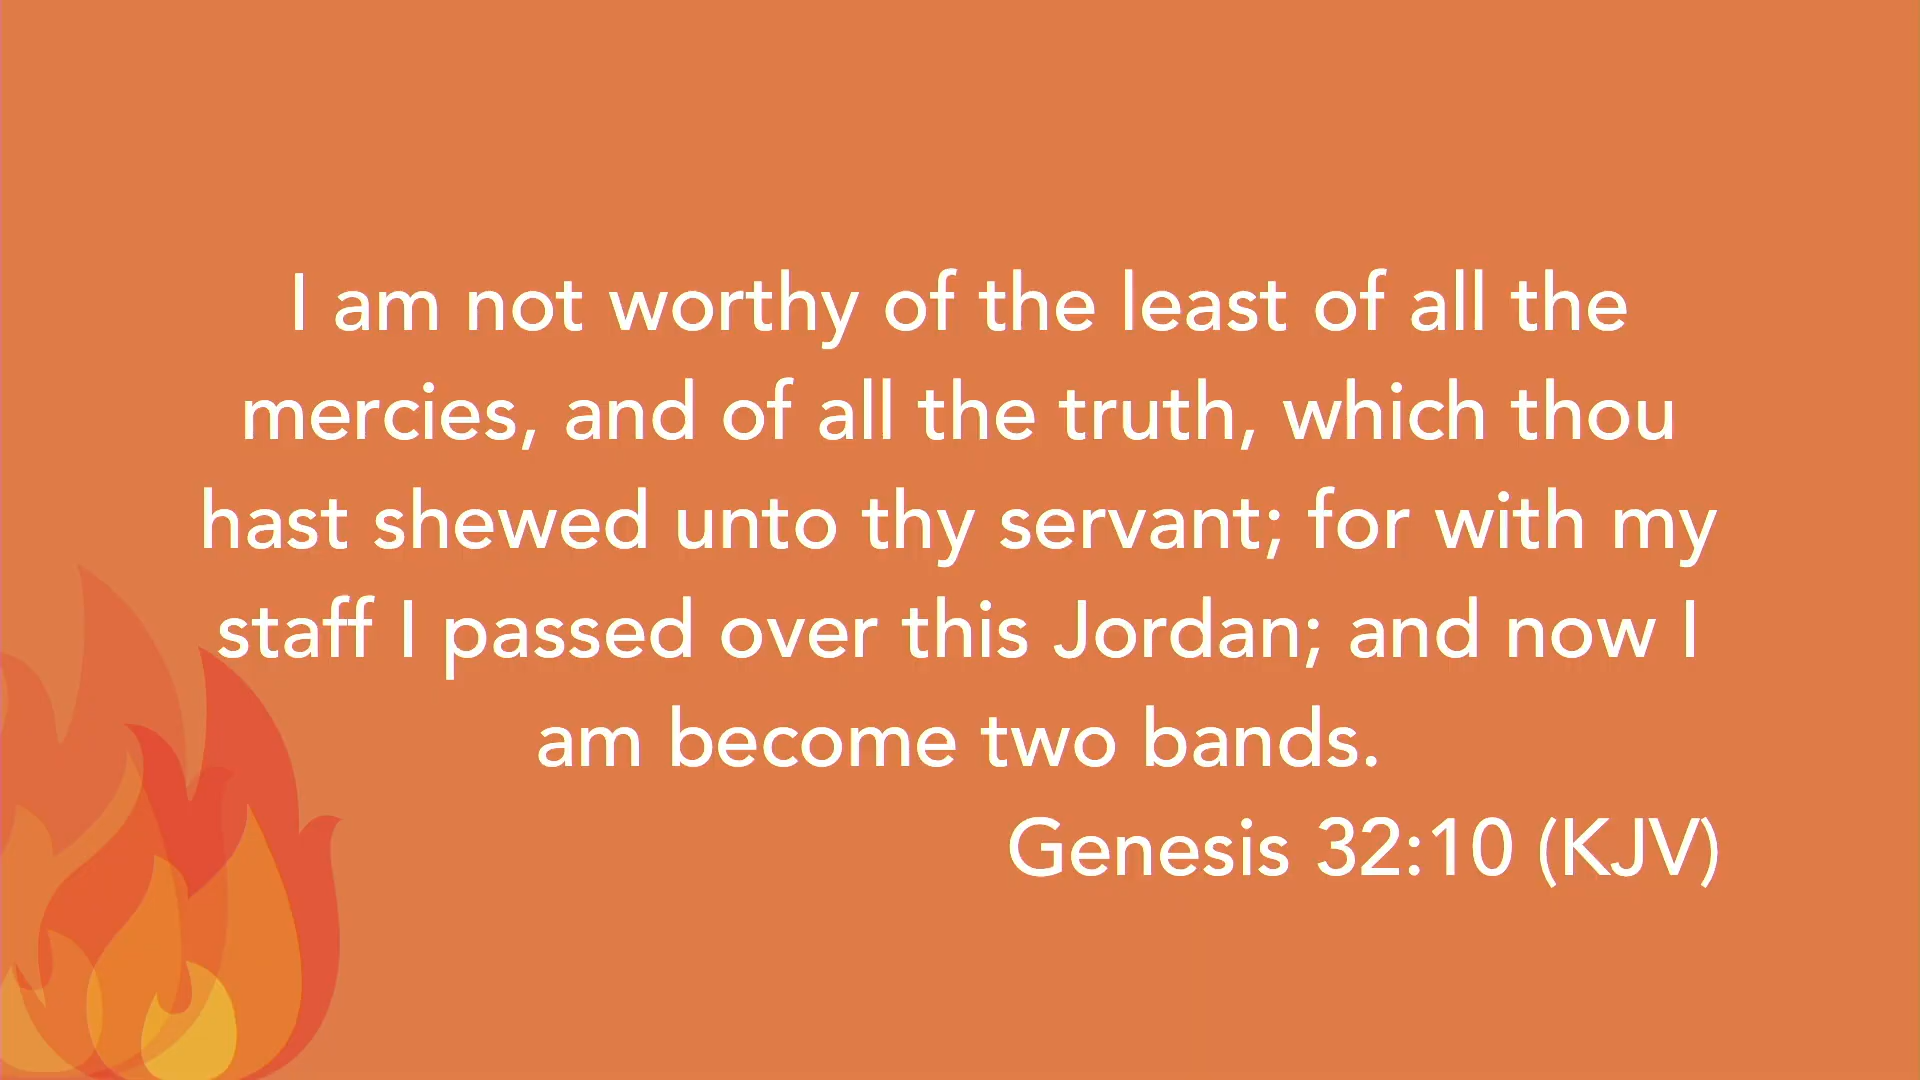 I am not worthy of the least of all the
mercies, and of all the truth, which thou
hast shewed unto thy servant; for with my
staff I passed over this Jordan; and now I
am become two bands.
Genesis 32:10 (KJV)